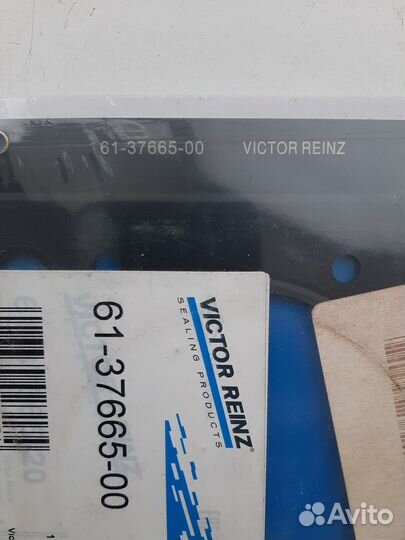 61-37665-00 VICTOR REINZ
VICTOR REINZ®
SEALING PRODUCTS
61-37665-00
Avito